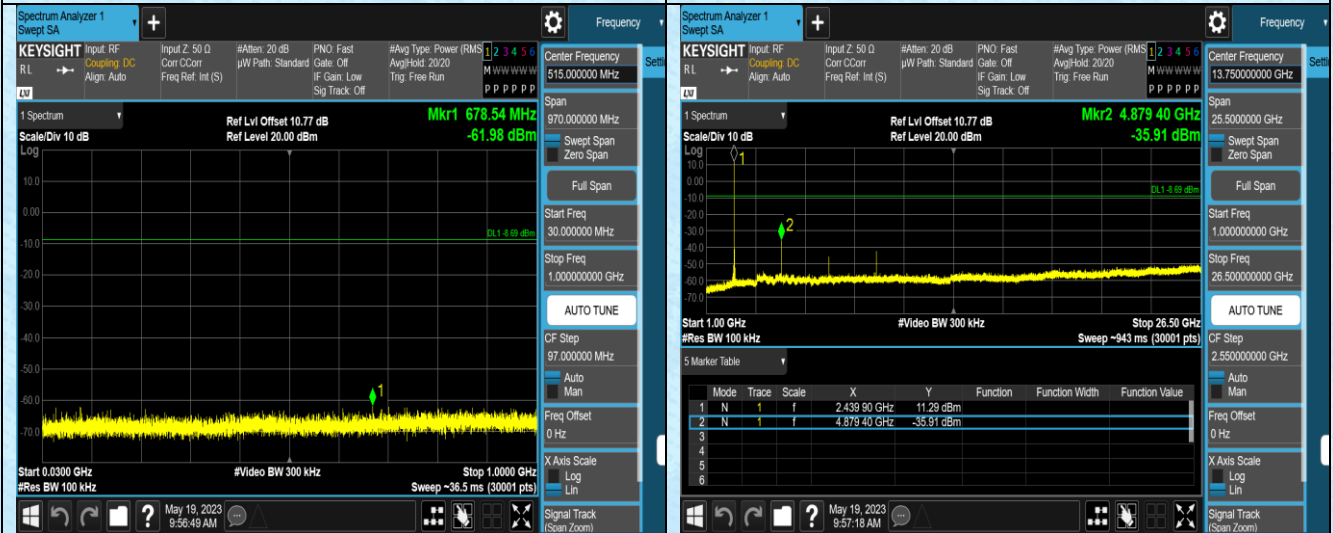 Spectrum Analyzer 1
Swept SA
+
Frequency
KEYSIGHT
RL
Input: RF
Coupling: DC
Align: Auto
Input Z: 50 Ω
Corr CCorr
Freq Ref: Int (S)
#Atten: 20 dB
µW Path: Standard
PNO: Fast
Gate: Off
IF Gain: Low
Sig Track: Off
#Avg Type: Power (RMS
Avg|Hold: 20/20
Trig: Free Run
1 2 3 4 5 6
M W W W W W
P P P P P P
LXI
1 Spectrum
Scale/Div 10 dB
Log
Ref Lvl Offset 10.77 dB
Ref Level 20.00 dBm
Mkr1 678.54 MHz
-61.98 dBm
10.0
0.00
-10.0
-20.0
-30.0
-40.0
-50.0
-60.0
-70.0
DL1 -8.69 dBm
1
Start 0.0300 GHz
#Res BW 100 kHz
#Video BW 300 kHz
Stop 1.0000 GHz
Sweep ~36.5 ms (30001 pts)
Center Frequency
515.000000 MHz
Span
970.000000 MHz
Swept Span
Zero Span
Full Span
Start Freq
30.000000 MHz
Stop Freq
1.000000000 GHz
AUTO TUNE
CF Step
97.000000 MHz
Auto
Man
Freq Offset
0 Hz
X Axis Scale
Log
Lin
Signal Track
(Span Zoom)
Setti
?
May 19, 2023
9:56:49 AM
Spectrum Analyzer 1
Swept SA
+
Frequency
KEYSIGHT
RL
Input: RF
Coupling: DC
Align: Auto
Input Z: 50 Ω
Corr CCorr
Freq Ref: Int (S)
#Atten: 20 dB
µW Path: Standard
PNO: Fast
Gate: Off
IF Gain: Low
Sig Track: Off
#Avg Type: Power (RMS
Avg|Hold: 20/20
Trig: Free Run
1 2 3 4 5 6
M W W W W W
P P P P P P
LXI
1 Spectrum
Scale/Div 10 dB
Log
Ref Lvl Offset 10.77 dB
Ref Level 20.00 dBm
Mkr2 4.879 40 GHz
-35.91 dBm
10.0
0.00
-10.0
-20.0
-30.0
-40.0
-50.0
-60.0
-70.0
1
2
DL1 -8.69 dBm
Start 1.00 GHz
#Res BW 100 kHz
#Video BW 300 kHz
Stop 26.50 GHz
Sweep ~943 ms (30001 pts)
5 Marker Table
Mode Trace Scale X Y Function Function Width Function Value
1 N 1 f 2.439 90 GHz 11.29 dBm
2 N 1 f 4.879 40 GHz -35.91 dBm
3
4
5
6
Center Frequency
13.750000000 GHz
Span
25.5000000 GHz
Swept Span
Zero Span
Full Span
Start Freq
1.000000000 GHz
Stop Freq
26.500000000 GHz
AUTO TUNE
CF Step
2.550000000 GHz
Auto
Man
Freq Offset
0 Hz
X Axis Scale
Log
Lin
Signal Track
(Span Zoom)
Setti
?
May 19, 2023
9:57:18 AM